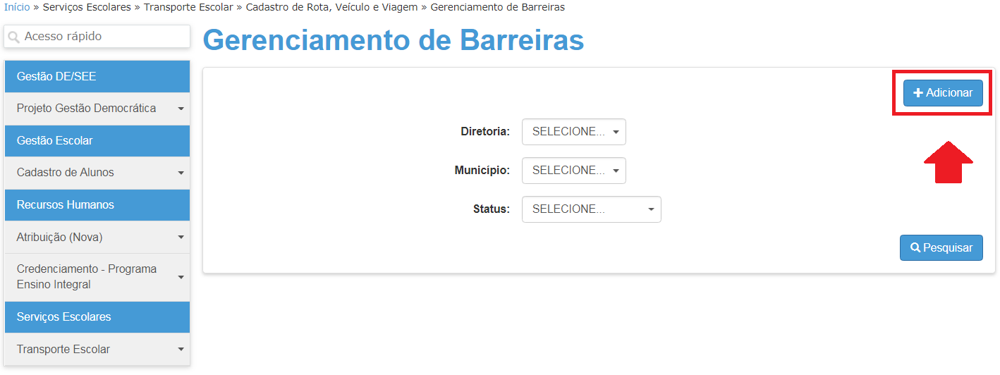 Início » Serviços Escolares » Transporte Escolar » Cadastro de Rota, Veículo e Viagem » Gerenciamento de Barreiras
Acesso rápido
Gestão DE/SEE
Projeto Gestão Democrática
Gestão Escolar
Cadastro de Alunos
Recursos Humanos
Atribuição (Nova)
Credenciamento - Programa
Ensino Integral
Serviços Escolares
Transporte Escolar
Gerenciamento de Barreiras
Adicionar
Diretoria: SELECIONE...
Município: SELECIONE...
Status: SELECIONE...
Pesquisar